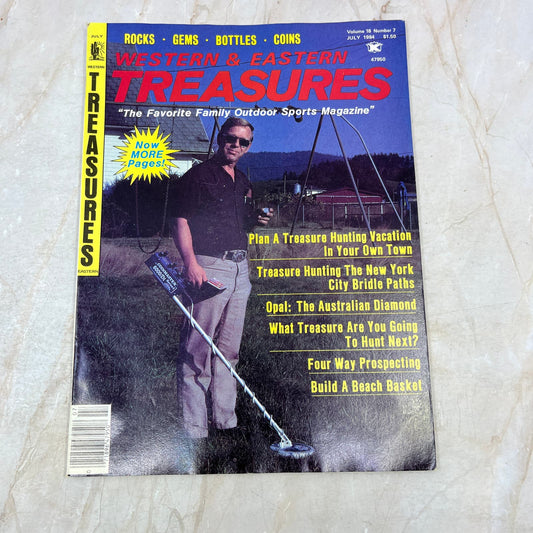 JULY
WESTERN
TREASURES
EASTERN
ROCKS · GEMS · BOTTLES · COINS
Volume 18 Number 7
JULY 1984 $1.50
47950
WESTERN & EASTERN
TREASURES
"The Favorite Family Outdoor Sports Magazine"
Now
MORE
Pages!
Plan A Treasure Hunting Vacation
In Your Own Town
Treasure Hunting The New York
City Bridle Paths
Opal: The Australian Diamond
What Treasure Are You Going
To Hunt Next?
Four Way Prospecting
Build A Beach Basket